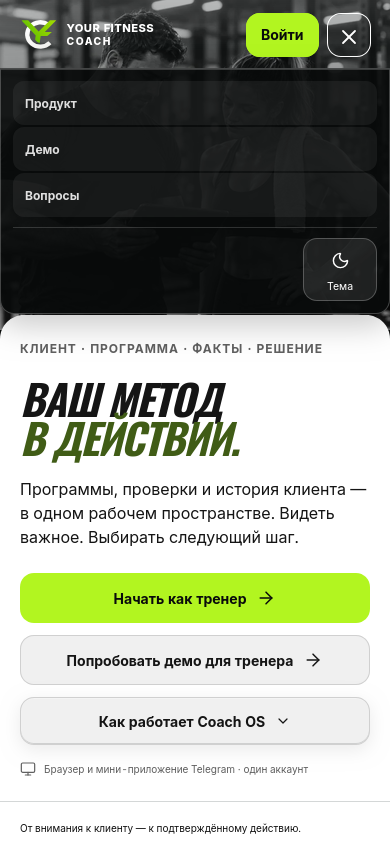 YOUR FITNESS
COACH
Войти
Продукт
Демо
Вопросы
Тема
КЛИЕНТ · ПРОГРАММА · ФАКТЫ · РЕШЕНИЕ
ВАШ МЕТОД
В ДЕЙСТВИИ.
Программы, проверки и история клиента —
в одном рабочем пространстве. Видеть
важное. Выбирать следующий шаг.
Начать как тренер
Попробовать демо для тренера
Как работает Coach OS
Браузер и мини-приложение Telegram · один аккаунт
От внимания к клиенту — к подтверждённому действию.